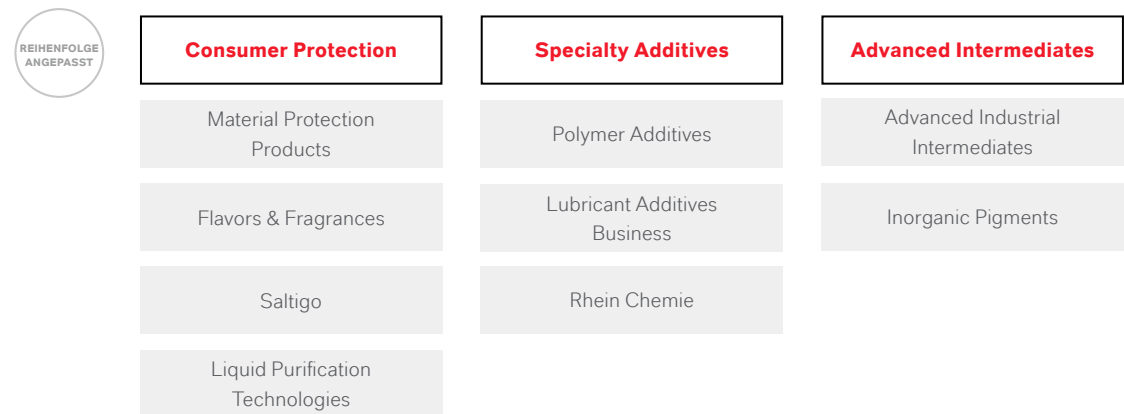 REIHENFOLGE
ANGEPASST
Consumer Protection
Material Protection
Products
Flavors & Fragrances
Saltigo
Liquid Purification
Technologies
Specialty Additives
Polymer Additives
Lubricant Additives
Business
Rhein Chemie
Advanced Intermediates
Advanced Industrial
Intermediates
Inorganic Pigments